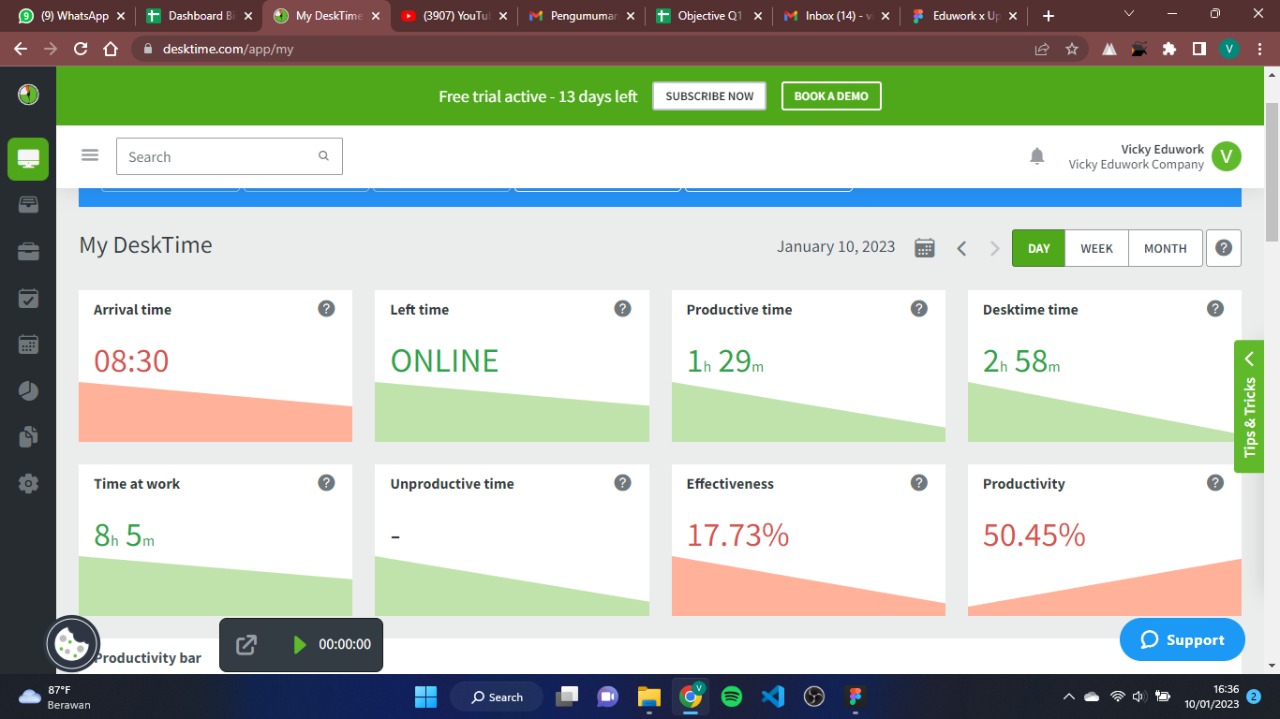 (9) WhatsApp
Dashboard Bi
My DeskTime
(3907) YouTu
Pengumuman
Objective Q1
Inbox (14) - v
Eduwork x Up
desktime.com/app/my
V
Free trial active - 13 days left
SUBSCRIBE NOW
BOOK A DEMO
Search
Vicky Eduwork
Vicky Eduwork Company
V
My DeskTime
January 10, 2023
DAY
WEEK
MONTH
?
Arrival time ?
08:30
Left time ?
ONLINE
Productive time ?
1h 29m
Desktime time ?
2h 58m
Tips & Tricks
Time at work ?
8h 5m
Unproductive time ?
-
Effectiveness ?
17.73%
Productivity ?
50.45%
Productivity bar
00:00:00
Support
87°F
Berawan
Search
V
16:36
10/01/2023
2